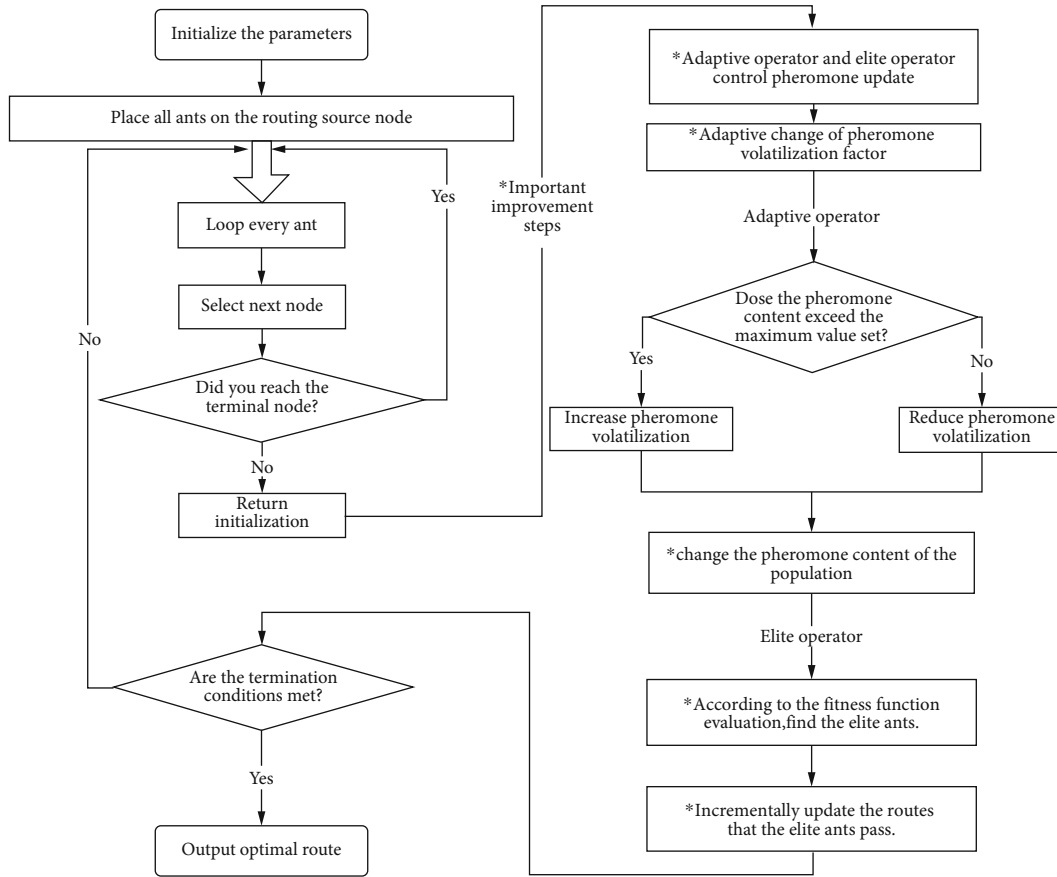 Initialize the parameters
Place all ants on the routing source node
Yes
Loop every ant
Select next node
No
Did you reach the
terminal node?
No
Return
initialization
*Important
improvement
steps
*Adaptive operator and elite operator
control pheromone update
*Adaptive change of pheromone
volatilization factor
Adaptive operator
Dose the pheromone
content exceed the
maximum value set?
Yes
No
Increase pheromone
volatilization
Reduce pheromone
volatilization
*change the pheromone content of the
population
Elite operator
*According to the fitness function
evaluation,find the elite ants.
*Incrementally update the routes
that the elite ants pass.
Are the termination
conditions met?
Yes
Output optimal route